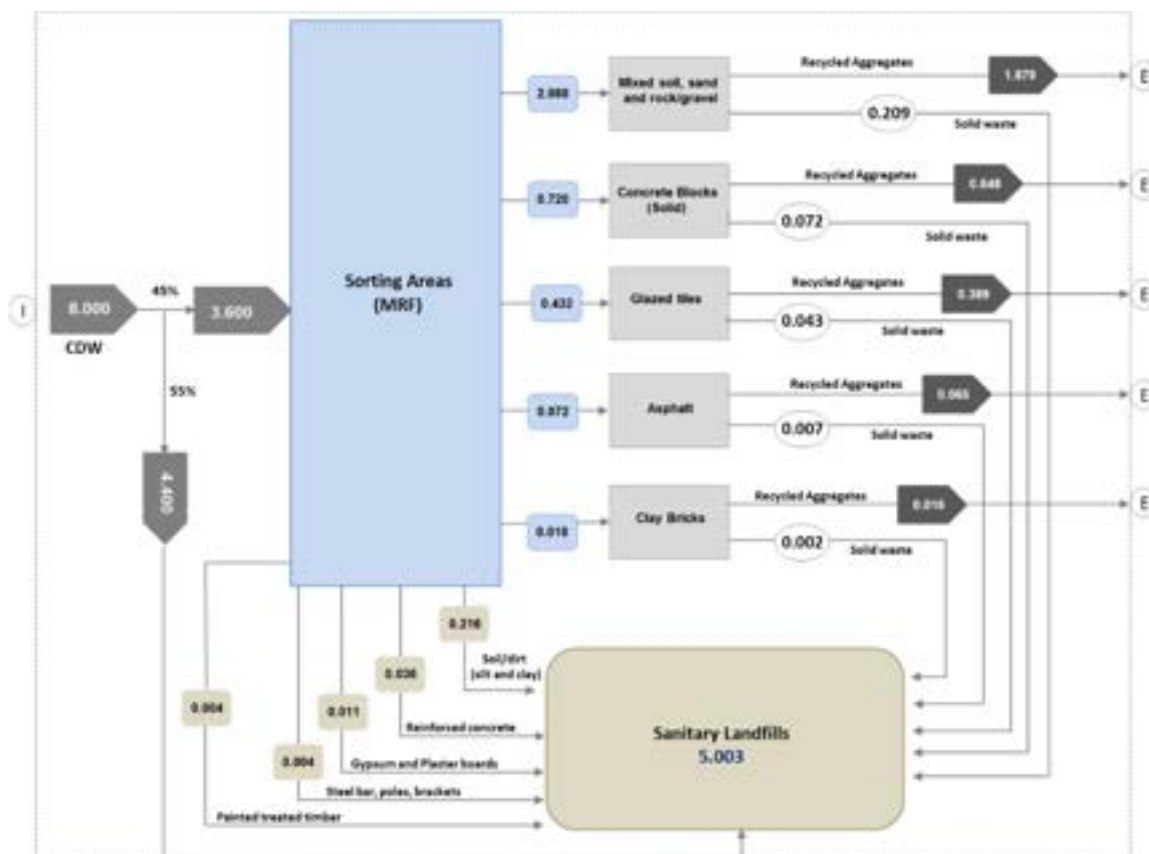 Recycled Aggregates
1.879
E
2.088
Mixed soil, sand
and rock/gravel
0.209
Solid waste
Recycled Aggregates
0.648
E
0.720
Concrete Blocks
(Solid)
0.072
Solid waste
Sorting Areas
(MRF)
Recycled Aggregates
0.389
E
0.432
Glazed tiles
0.043
Solid waste
I
8.000
45%
3.600
CDW
55%
4.400
Recycled Aggregates
0.065
E
0.072
Asphalt
0.007
Solid waste
Recycled Aggregates
0.016
E
0.018
Clay Bricks
0.002
Solid waste
0.216
Soil/dirt
(silt and clay)
0.036
Reinforced concrete
0.011
Gypsum and Plaster boards
0.004
Steel bar, poles, brackets
0.004
Painted treated timber
Sanitary Landfills
5.003